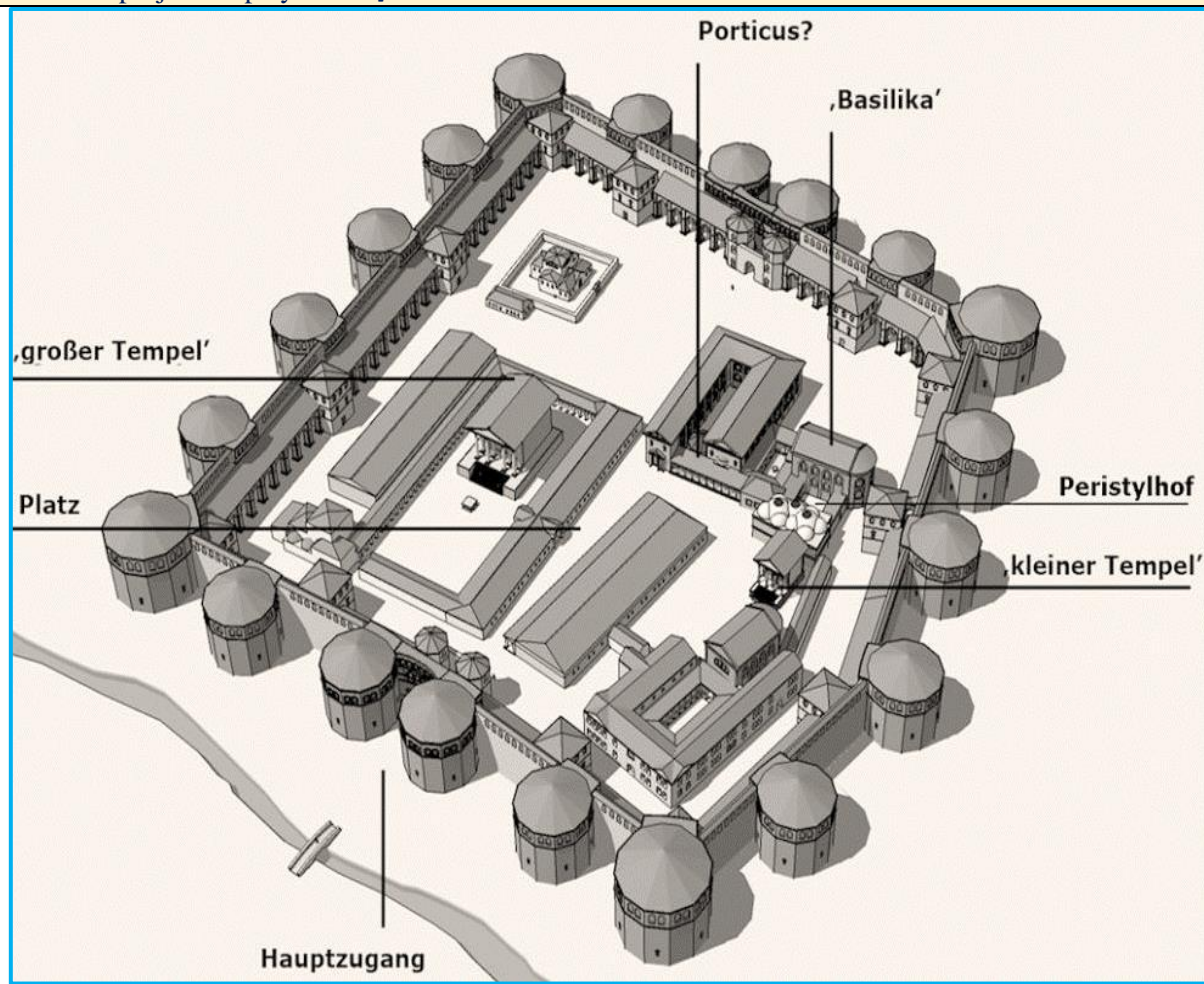 Porticus?
‚Basilika’
‚großer Tempel’
Platz
Peristylhof
‚kleiner Tempel’
Hauptzugang